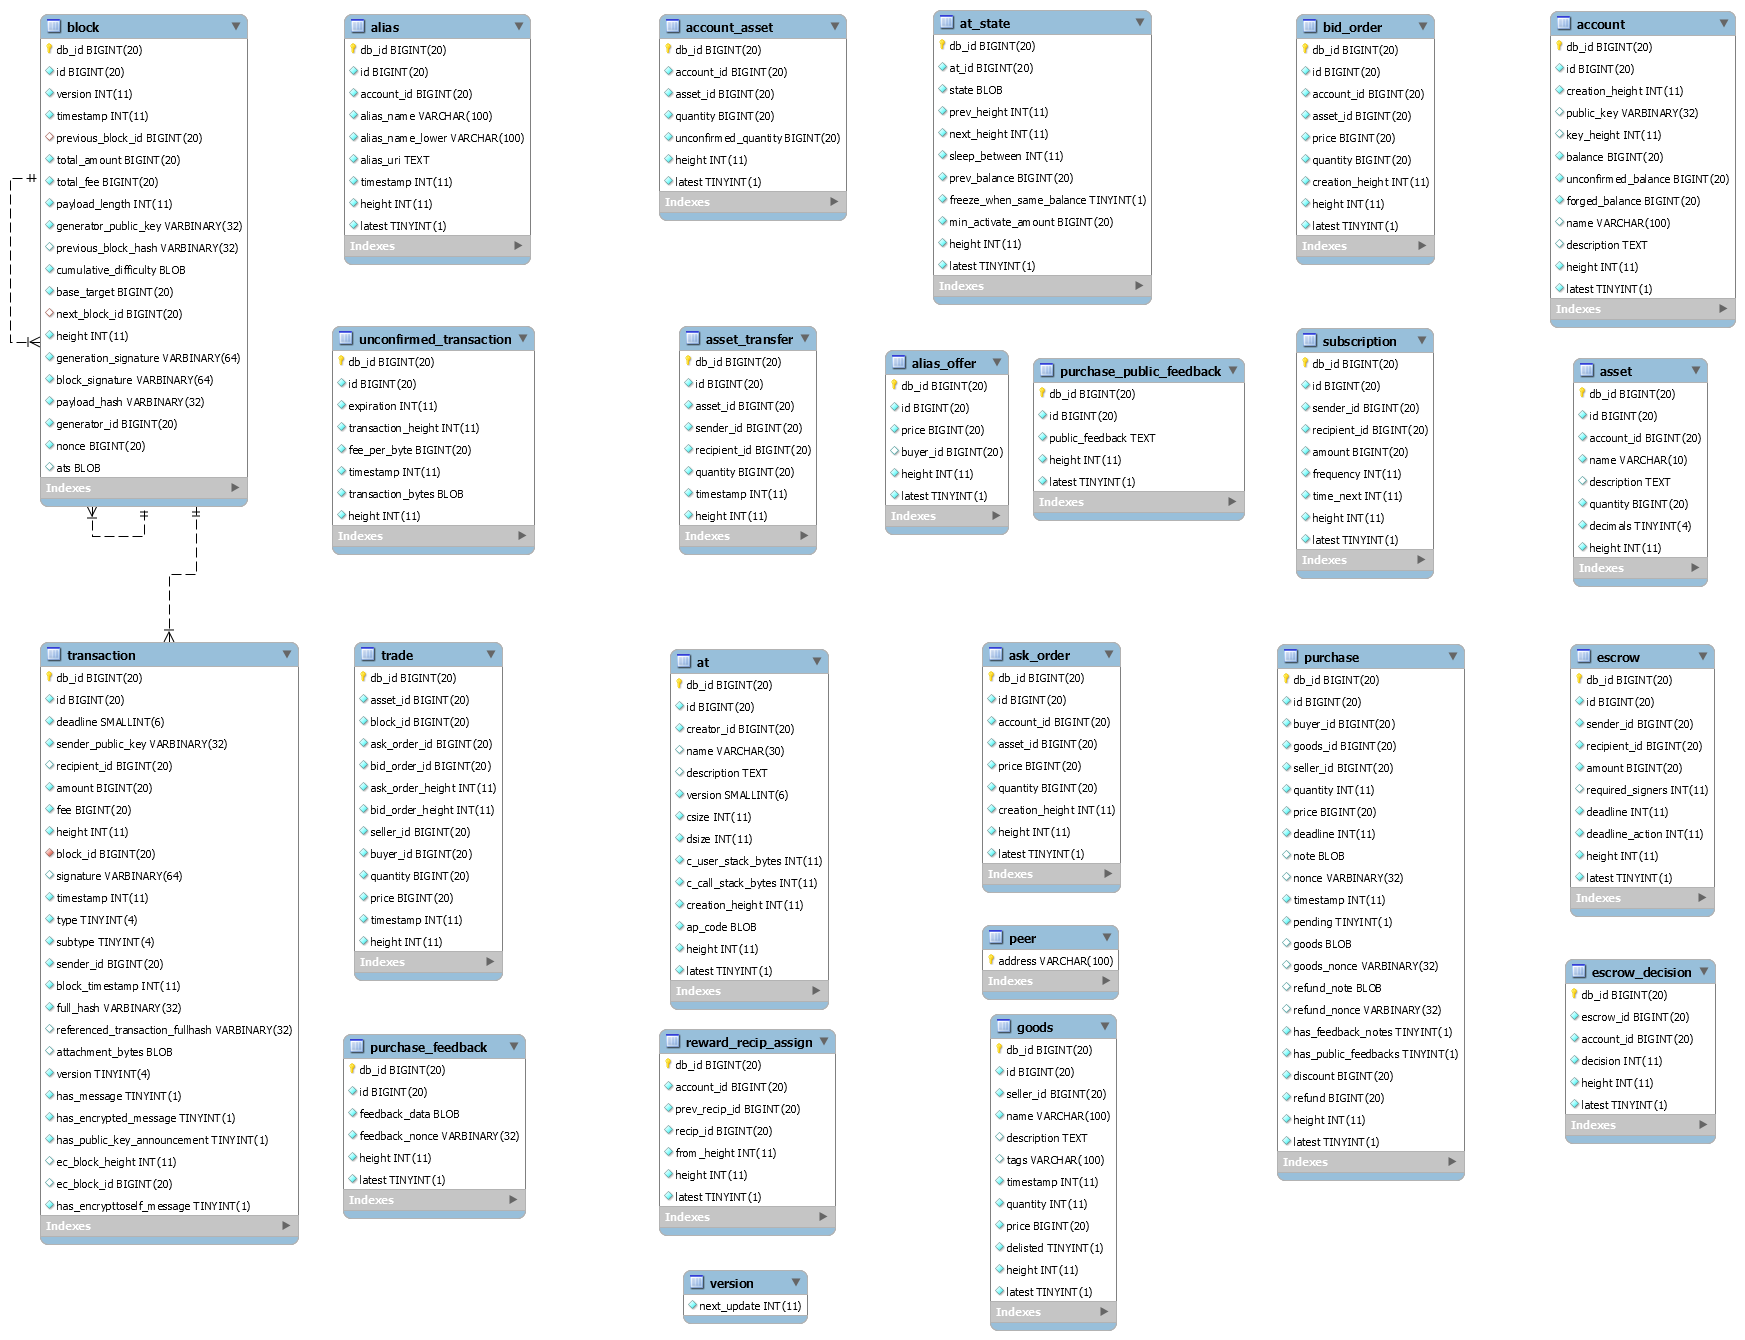 block
db_id BIGINT(20)
id BIGINT(20)
version INT(11)
timestamp INT(11)
previous_block_id BIGINT(20)
total_amount BIGINT(20)
total_fee BIGINT(20)
payload_length INT(11)
generator_public_key VARBINARY(32)
previous_block_hash VARBINARY(32)
cumulative_difficulty BLOB
base_target BIGINT(20)
next_block_id BIGINT(20)
height INT(11)
generation_signature VARBINARY(64)
block_signature VARBINARY(64)
payload_hash VARBINARY(32)
generator_id BIGINT(20)
nonce BIGINT(20)
ats BLOB
Indexes
alias
db_id BIGINT(20)
id BIGINT(20)
account_id BIGINT(20)
alias_name VARCHAR(100)
alias_name_lower VARCHAR(100)
alias_uri TEXT
timestamp INT(11)
height INT(11)
latest TINYINT(1)
Indexes
account_asset
db_id BIGINT(20)
account_id BIGINT(20)
asset_id BIGINT(20)
quantity BIGINT(20)
unconfirmed_quantity BIGINT(20)
height INT(11)
latest TINYINT(1)
Indexes
at_state
db_id BIGINT(20)
at_id BIGINT(20)
state BLOB
prev_height INT(11)
next_height INT(11)
sleep_between INT(11)
prev_balance BIGINT(20)
freeze_when_same_balance TINYINT(1)
min_activate_amount BIGINT(20)
height INT(11)
latest TINYINT(1)
Indexes
bid_order
db_id BIGINT(20)
id BIGINT(20)
account_id BIGINT(20)
asset_id BIGINT(20)
price BIGINT(20)
quantity BIGINT(20)
creation_height INT(11)
height INT(11)
latest TINYINT(1)
Indexes
account
db_id BIGINT(20)
id BIGINT(20)
creation_height INT(11)
public_key VARBINARY(32)
key_height INT(11)
balance BIGINT(20)
unconfirmed_balance BIGINT(20)
forged_balance BIGINT(20)
name VARCHAR(100)
description TEXT
height INT(11)
latest TINYINT(1)
Indexes
unconfirmed_transaction
db_id BIGINT(20)
id BIGINT(20)
expiration INT(11)
transaction_height INT(11)
fee_per_byte BIGINT(20)
timestamp INT(11)
transaction_bytes BLOB
height INT(11)
Indexes
asset_transfer
db_id BIGINT(20)
id BIGINT(20)
asset_id BIGINT(20)
sender_id BIGINT(20)
recipient_id BIGINT(20)
quantity BIGINT(20)
timestamp INT(11)
height INT(11)
Indexes
alias_offer
db_id BIGINT(20)
id BIGINT(20)
price BIGINT(20)
buyer_id BIGINT(20)
height INT(11)
latest TINYINT(1)
Indexes
purchase_public_feedback
db_id BIGINT(20)
id BIGINT(20)
public_feedback TEXT
height INT(11)
latest TINYINT(1)
Indexes
subscription
db_id BIGINT(20)
id BIGINT(20)
sender_id BIGINT(20)
recipient_id BIGINT(20)
amount BIGINT(20)
frequency INT(11)
time_next INT(11)
height INT(11)
latest TINYINT(1)
Indexes
asset
db_id BIGINT(20)
id BIGINT(20)
account_id BIGINT(20)
name VARCHAR(10)
description TEXT
quantity BIGINT(20)
decimals TINYINT(4)
height INT(11)
Indexes
transaction
db_id BIGINT(20)
id BIGINT(20)
deadline SMALLINT(6)
sender_public_key VARBINARY(32)
recipient_id BIGINT(20)
amount BIGINT(20)
fee BIGINT(20)
height INT(11)
block_id BIGINT(20)
signature VARBINARY(64)
timestamp INT(11)
type TINYINT(4)
subtype TINYINT(4)
sender_id BIGINT(20)
block_timestamp INT(11)
full_hash VARBINARY(32)
referenced_transaction_fullhash VARBINARY(32)
attachment_bytes BLOB
version TINYINT(4)
has_message TINYINT(1)
has_encrypted_message TINYINT(1)
has_public_key_announcement TINYINT(1)
ec_block_height INT(11)
ec_block_id BIGINT(20)
has_encrypttoself_message TINYINT(1)
Indexes
trade
db_id BIGINT(20)
asset_id BIGINT(20)
block_id BIGINT(20)
ask_order_id BIGINT(20)
bid_order_id BIGINT(20)
ask_order_height INT(11)
bid_order_height INT(11)
seller_id BIGINT(20)
buyer_id BIGINT(20)
quantity BIGINT(20)
price BIGINT(20)
timestamp INT(11)
height INT(11)
Indexes
at
db_id BIGINT(20)
id BIGINT(20)
creator_id BIGINT(20)
name VARCHAR(30)
description TEXT
version SMALLINT(6)
csize INT(11)
dsize INT(11)
c_user_stack_bytes INT(11)
c_call_stack_bytes INT(11)
creation_height INT(11)
ap_code BLOB
height INT(11)
latest TINYINT(1)
Indexes
ask_order
db_id BIGINT(20)
id BIGINT(20)
account_id BIGINT(20)
asset_id BIGINT(20)
price BIGINT(20)
quantity BIGINT(20)
creation_height INT(11)
height INT(11)
latest TINYINT(1)
Indexes
purchase
db_id BIGINT(20)
id BIGINT(20)
buyer_id BIGINT(20)
goods_id BIGINT(20)
seller_id BIGINT(20)
quantity INT(11)
price BIGINT(20)
deadline INT(11)
note BLOB
nonce VARBINARY(32)
timestamp INT(11)
pending TINYINT(1)
goods BLOB
goods_nonce VARBINARY(32)
refund_note BLOB
refund_nonce VARBINARY(32)
has_feedback_notes TINYINT(1)
has_public_feedbacks TINYINT(1)
discount BIGINT(20)
refund BIGINT(20)
height INT(11)
latest TINYINT(1)
Indexes
escrow
db_id BIGINT(20)
id BIGINT(20)
sender_id BIGINT(20)
recipient_id BIGINT(20)
amount BIGINT(20)
required_signers INT(11)
deadline INT(11)
deadline_action INT(11)
height INT(11)
latest TINYINT(1)
Indexes
peer
address VARCHAR(100)
Indexes
escrow_decision
db_id BIGINT(20)
escrow_id BIGINT(20)
account_id BIGINT(20)
decision INT(11)
height INT(11)
latest TINYINT(1)
Indexes
purchase_feedback
db_id BIGINT(20)
id BIGINT(20)
feedback_data BLOB
feedback_nonce VARBINARY(32)
height INT(11)
latest TINYINT(1)
Indexes
reward_recip_assign
db_id BIGINT(20)
account_id BIGINT(20)
prev_recip_id BIGINT(20)
recip_id BIGINT(20)
from_height INT(11)
height INT(11)
latest TINYINT(1)
Indexes
goods
db_id BIGINT(20)
id BIGINT(20)
seller_id BIGINT(20)
name VARCHAR(100)
description TEXT
tags VARCHAR(100)
timestamp INT(11)
quantity INT(11)
price BIGINT(20)
delisted TINYINT(1)
height INT(11)
latest TINYINT(1)
Indexes
version
next_update INT(11)